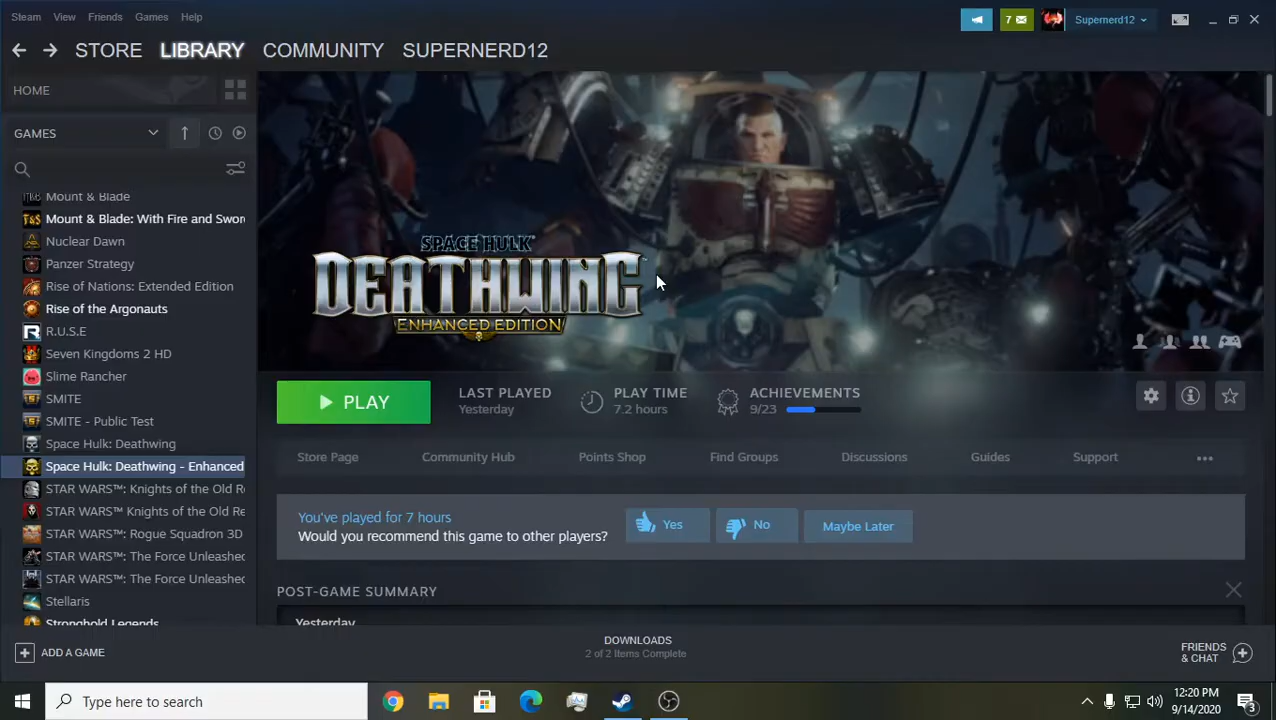 Steam View Friends Games Help
7
Supernerd12
STORE LIBRARY COMMUNITY SUPERNERD12
HOME
GAMES
Mount & Blade
Mount & Blade: With Fire and Sword
Nuclear Dawn
Panzer Strategy
Rise of Nations: Extended Edition
Rise of the Argonauts
R.U.S.E
Seven Kingdoms 2 HD
Slime Rancher
SMITE
SMITE - Public Test
Space Hulk: Deathwing
Space Hulk: Deathwing - Enhanced
STAR WARS™: Knights of the Old Re
STAR WARS™ Knights of the Old Re
STAR WARS™: Rogue Squadron 3D
STAR WARS™: The Force Unleashed
STAR WARS™: The Force Unleashed
Stellaris
Stronghold Legends
SPACE HULK
DEATHWING™
ENHANCED EDITION
PLAY
LAST PLAYED
Yesterday
PLAY TIME
7.2 hours
ACHIEVEMENTS
9/23
Store Page Community Hub Points Shop Find Groups Discussions Guides Support
You've played for 7 hours
Would you recommend this game to other players?
Yes No Maybe Later
POST-GAME SUMMARY
Yesterday
ADD A GAME
DOWNLOADS
2 of 2 Items Complete
FRIENDS
& CHAT
Type here to search
12:20 PM
9/14/2020
3